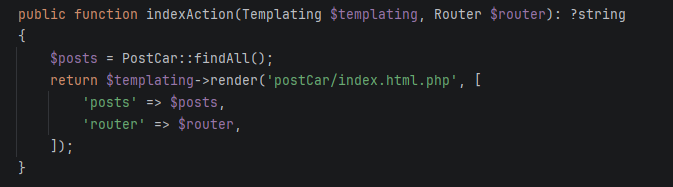 public function indexAction(Templating $templating, Router $router): ?string
{
    $posts = PostCar::findAll();
    return $templating->render('postCar/index.html.php', [
        'posts' => $posts,
        'router' => $router,
    ]);
}